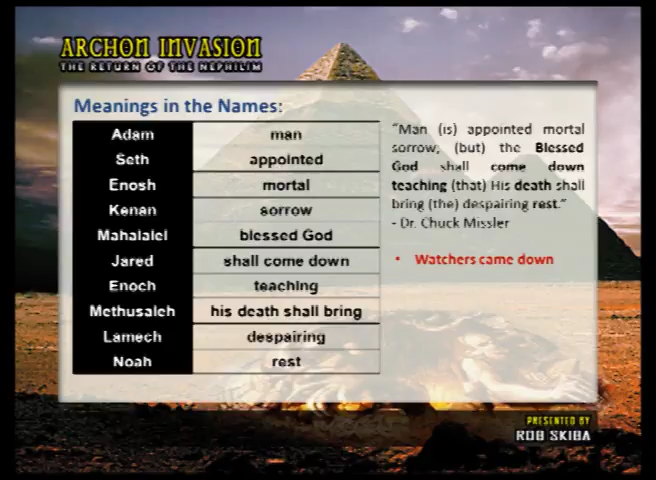 ARCHON INVASION
THE RETURN OF THE NEPHILIM
Meanings in the Names:
Adam man
Seth appointed
Enosh mortal
Kenan sorrow
Mahalalel blessed God
Jared shall come down
Enoch teaching
Methusaleh his death shall bring
Lamech despairing
Noah rest
"Man (is) appointed mortal
sorrow; (but) the Blessed
God shall come down
teaching (that) His death shall
bring (the) despairing rest."
- Dr. Chuck Missler
• Watchers came down
PRESENTED BY
ROB SKIBA